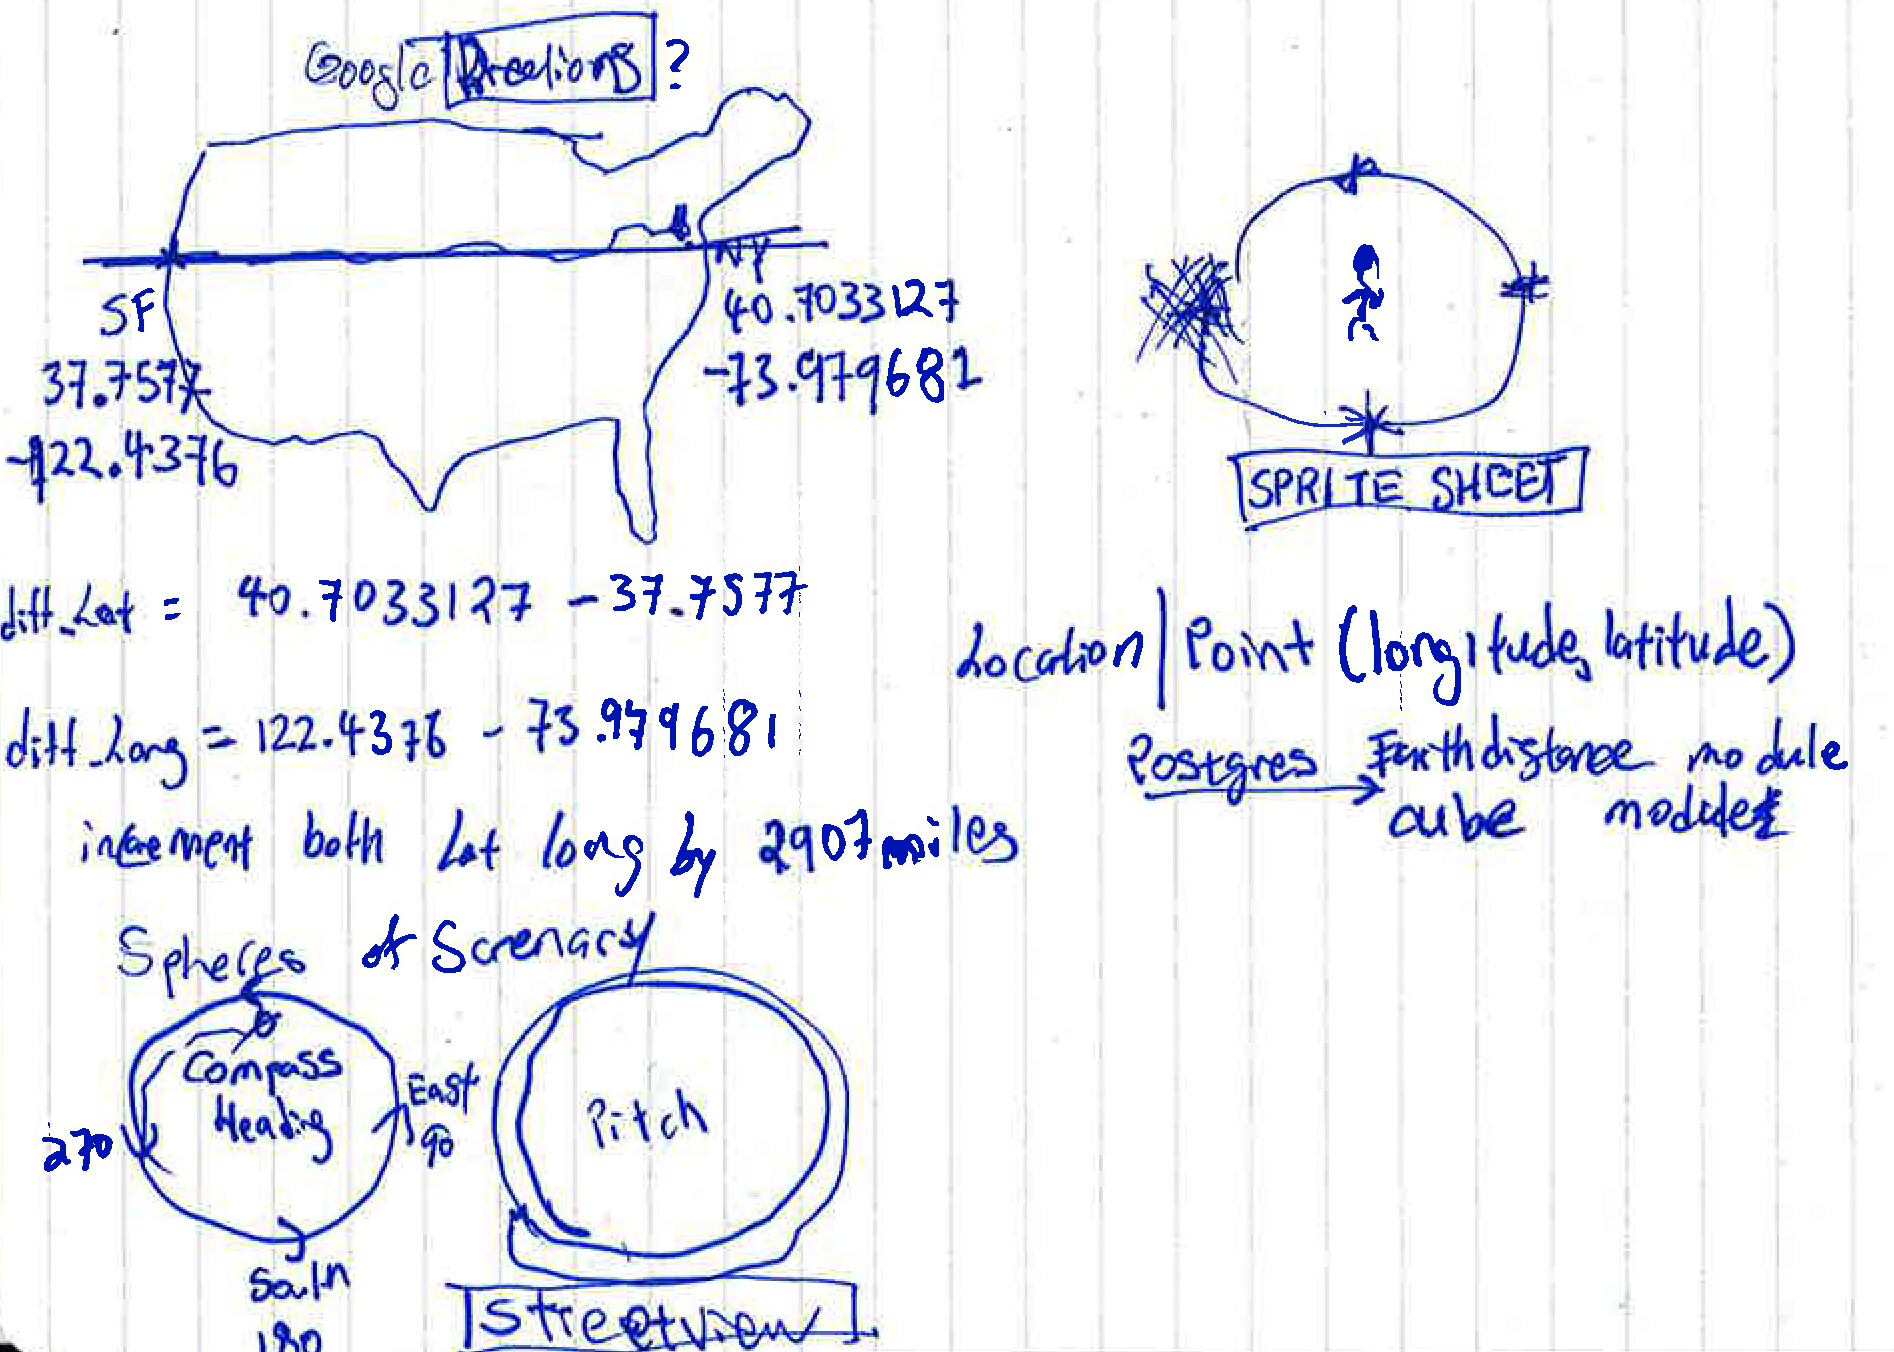 Google Directions ?
SF
37.7577
-122.4376
NY
40.7033127
-73.979681
SPRITE SHEET
diff_Lat = 40.7033127 - 37.7577
diff_Long = 122.4376 - 73.979681
increment both Lat long by 2907 miles
Location | Point (longitude, latitude)
Postgres → Earthdistance module
cube module
Spheres of Screnary
Compass
Heading
East
90
270
South
180
Pitch
Streetview